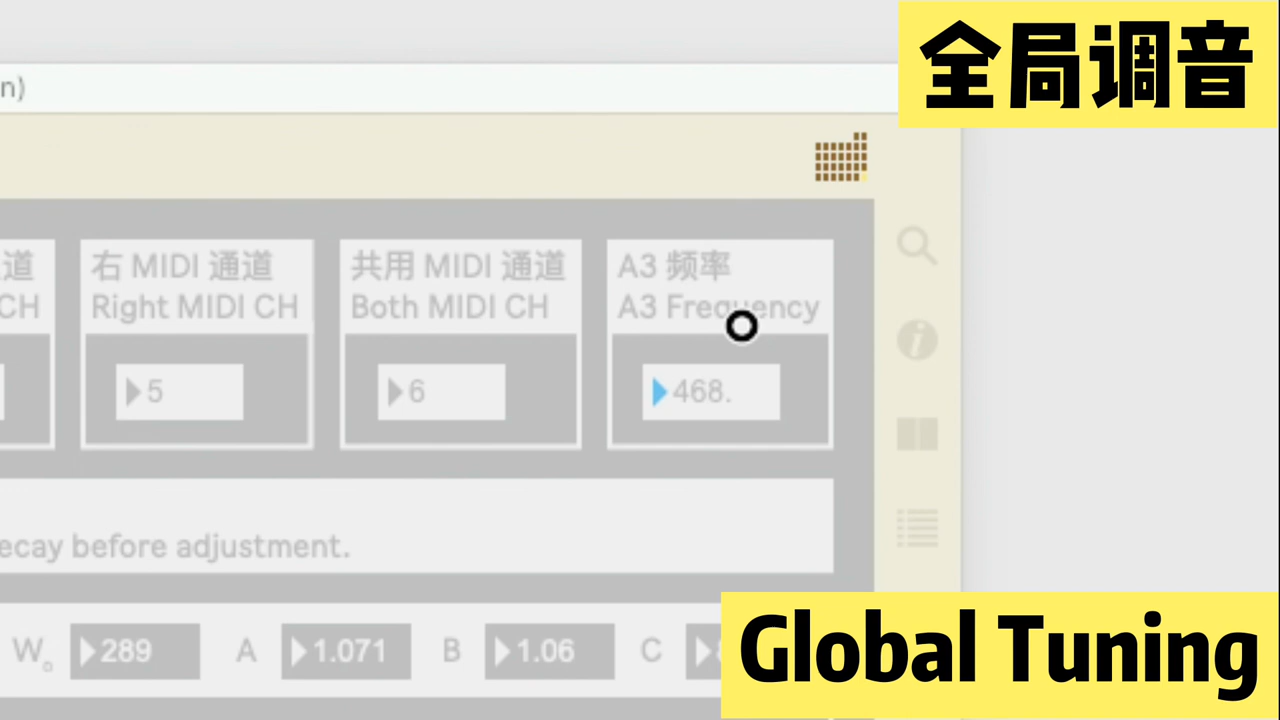 全局调音
n)
道
CH
右 MIDI 通道
Right MIDI CH
5
共用 MIDI 通道
Both MIDI CH
6
A3 频率
A3 Frequency
468.
ecay before adjustment.
W₀ 289 A 1.071 B 1.06 C
Global Tuning